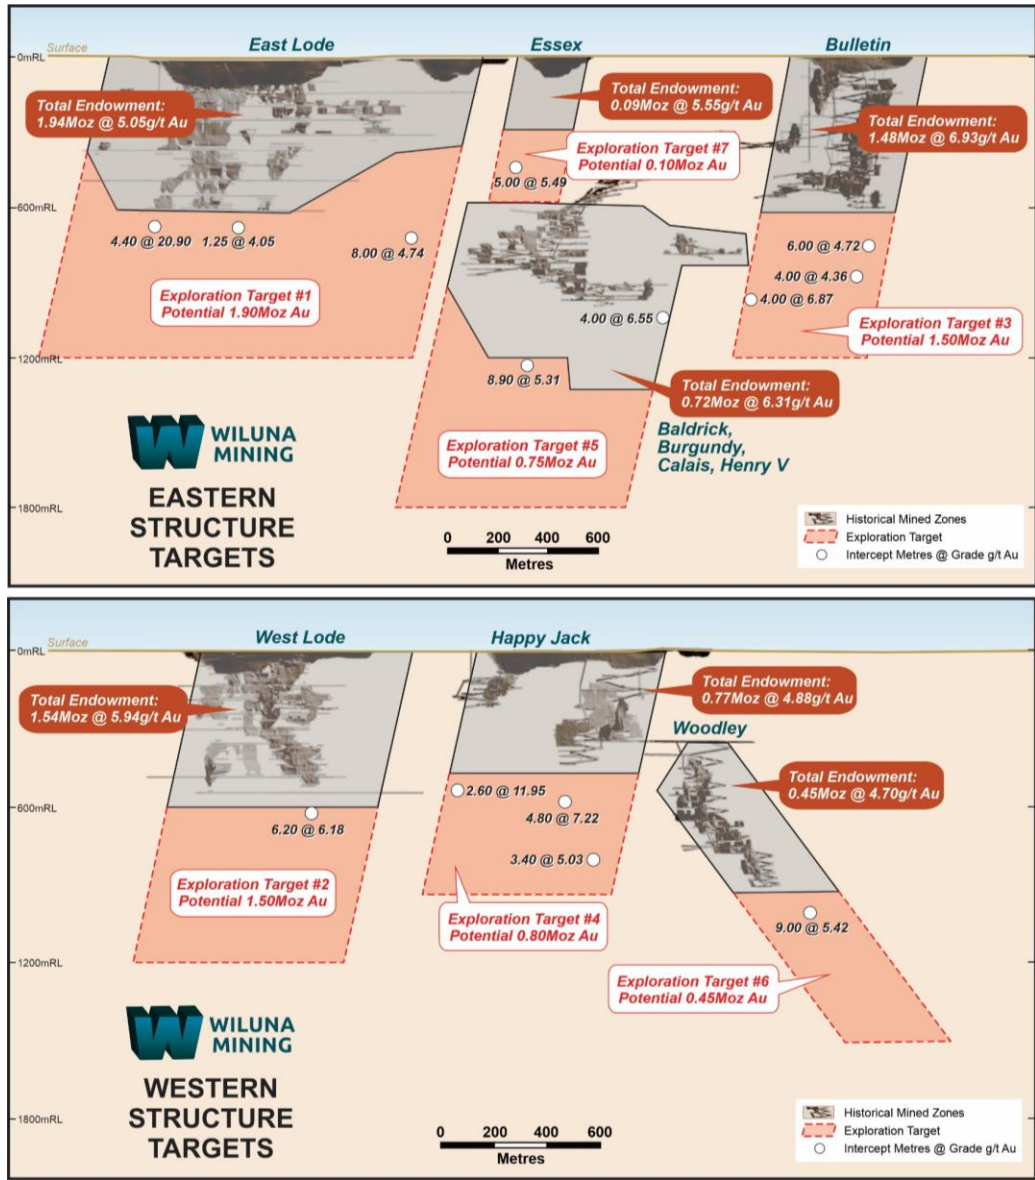 East Lode
Essex
Bulletin
Surface
0mRL
Total Endowment:
1.94Moz @ 5.05g/t Au
Total Endowment:
0.09Moz @ 5.55g/t Au
Total Endowment:
1.48Moz @ 6.93g/t Au
Exploration Target #7
Potential 0.10Moz Au
5.00 @ 5.49
600mRL
4.40 @ 20.90
1.25 @ 4.05
8.00 @ 4.74
6.00 @ 4.72
4.00 @ 4.36
4.00 @ 6.87
Exploration Target #1
Potential 1.90Moz Au
4.00 @ 6.55
Exploration Target #3
Potential 1.50Moz Au
1200mRL
8.90 @ 5.31
Total Endowment:
0.72Moz @ 6.31g/t Au
Baldrick,
Burgundy,
Calais, Henry V
WILUNA
MINING
EASTERN
STRUCTURE
TARGETS
Exploration Target #5
Potential 0.75Moz Au
1800mRL
0 200 400 600
Metres
Historical Mined Zones
Exploration Target
Intercept Metres @ Grade g/t Au
West Lode
Happy Jack
Surface
0mRL
Total Endowment:
1.54Moz @ 5.94g/t Au
Total Endowment:
0.77Moz @ 4.88g/t Au
Woodley
Total Endowment:
0.45Moz @ 4.70g/t Au
600mRL
6.20 @ 6.18
2.60 @ 11.95
4.80 @ 7.22
3.40 @ 5.03
Exploration Target #2
Potential 1.50Moz Au
Exploration Target #4
Potential 0.80Moz Au
9.00 @ 5.42
1200mRL
Exploration Target #6
Potential 0.45Moz Au
WILUNA
MINING
WESTERN
STRUCTURE
TARGETS
1800mRL
0 200 400 600
Metres
Historical Mined Zones
Exploration Target
Intercept Metres @ Grade g/t Au